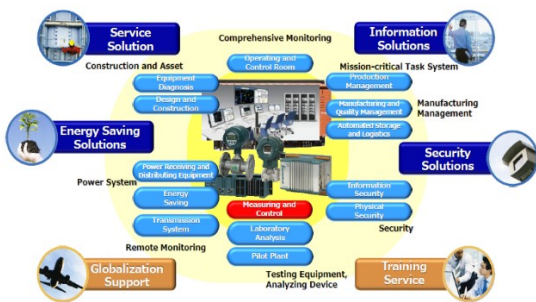 Service
Solution
Comprehensive Monitoring
Information
Solutions
Construction and Asset
Operating and
Control Room
Mission-critical Task System
Equipment
Diagnosis
Production
Management
Design and
Construction
Manufacturing and
Quality Management
Manufacturing
Management
Automated Storage
and Logistics
Energy Saving
Solutions
Security
Solutions
Power Receiving and
Distributing Equipment
Power System
Energy
Saving
Measuring and
Control
Information
Security
Physical
Security
Transmission
System
Laboratory
Analysis
Security
Remote Monitoring
Pilot Plant
Globalization
Support
Testing Equipment,
Analyzing Device
Training
Service